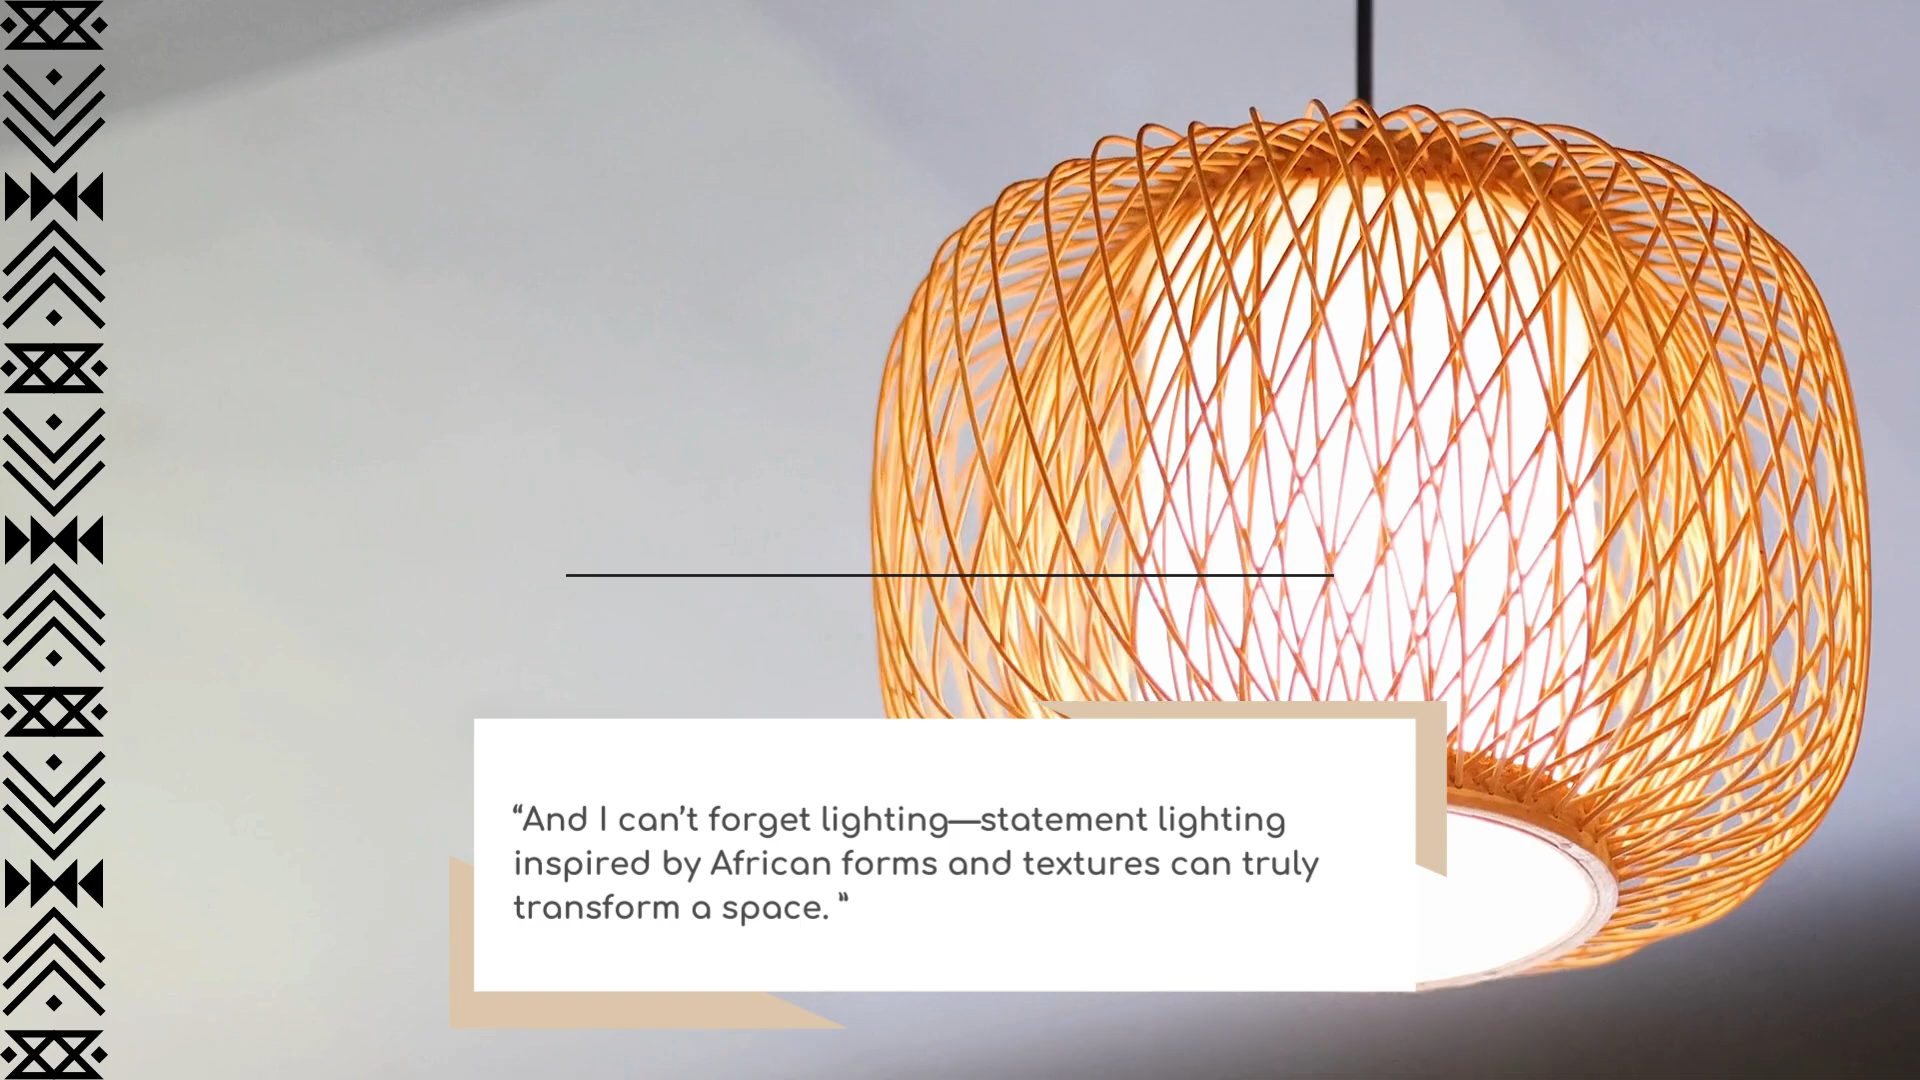 “And I can’t forget lighting—statement lighting
inspired by African forms and textures can truly
transform a space. ”